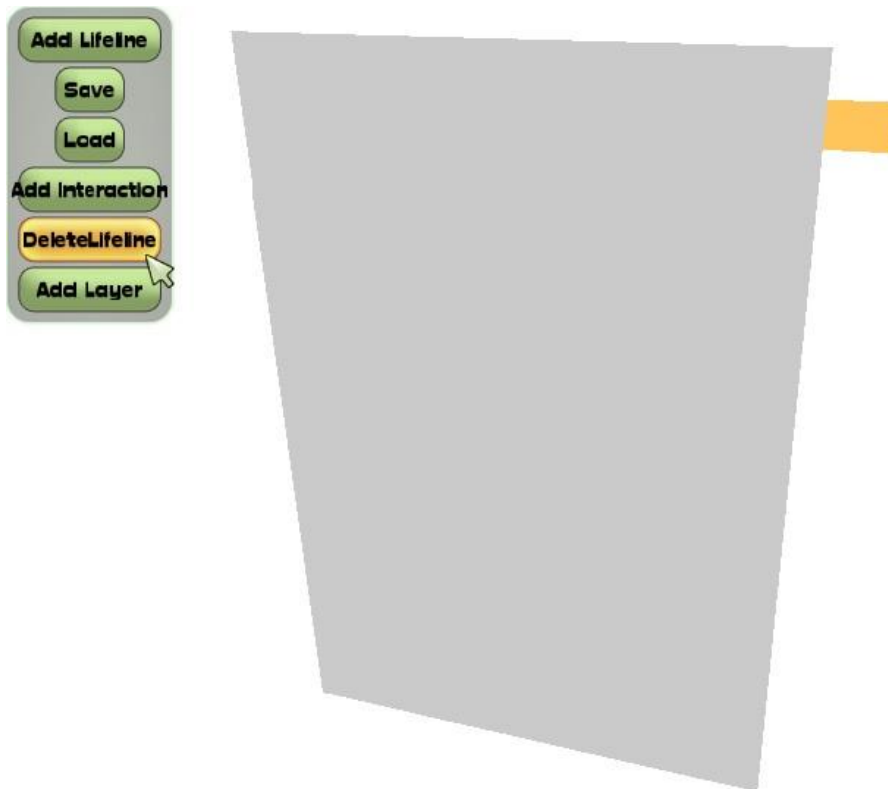 Add Lifeline
Save
Load
Add Interaction
DeleteLifeline
Add Layer